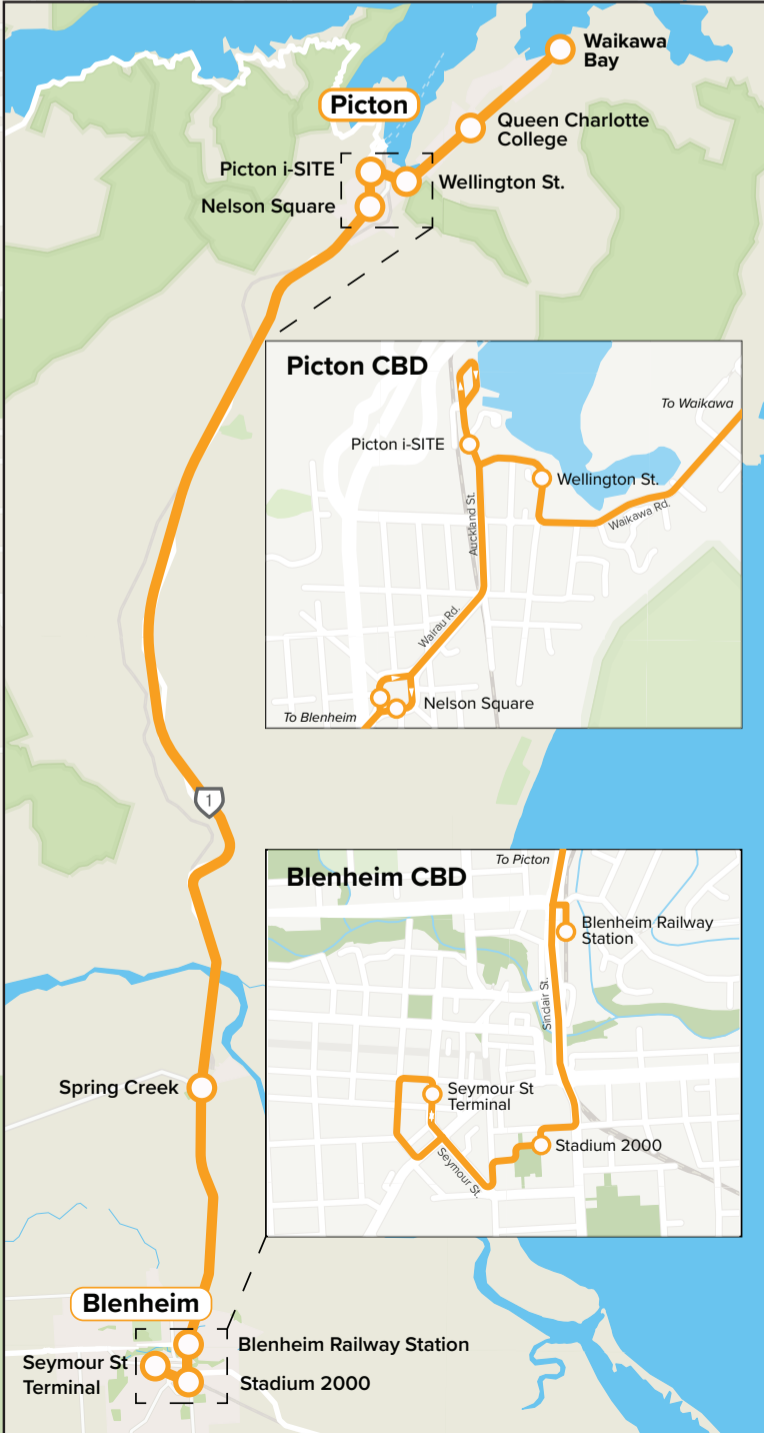 Waikawa
Bay
Picton
Queen Charlotte
College
Picton i-SITE
Wellington St.
Nelson Square
Picton CBD
To Waikawa
Picton i-SITE
Wellington St.
Auckland St.
Waikawa Rd.
Wairau Rd.
Nelson Square
To Blenheim
1
Blenheim CBD
To Picton
Blenheim Railway
Station
Sinclair St.
Seymour St
Terminal
Stadium 2000
Seymour St.
Spring Creek
Blenheim
Blenheim Railway Station
Seymour St
Terminal
Stadium 2000